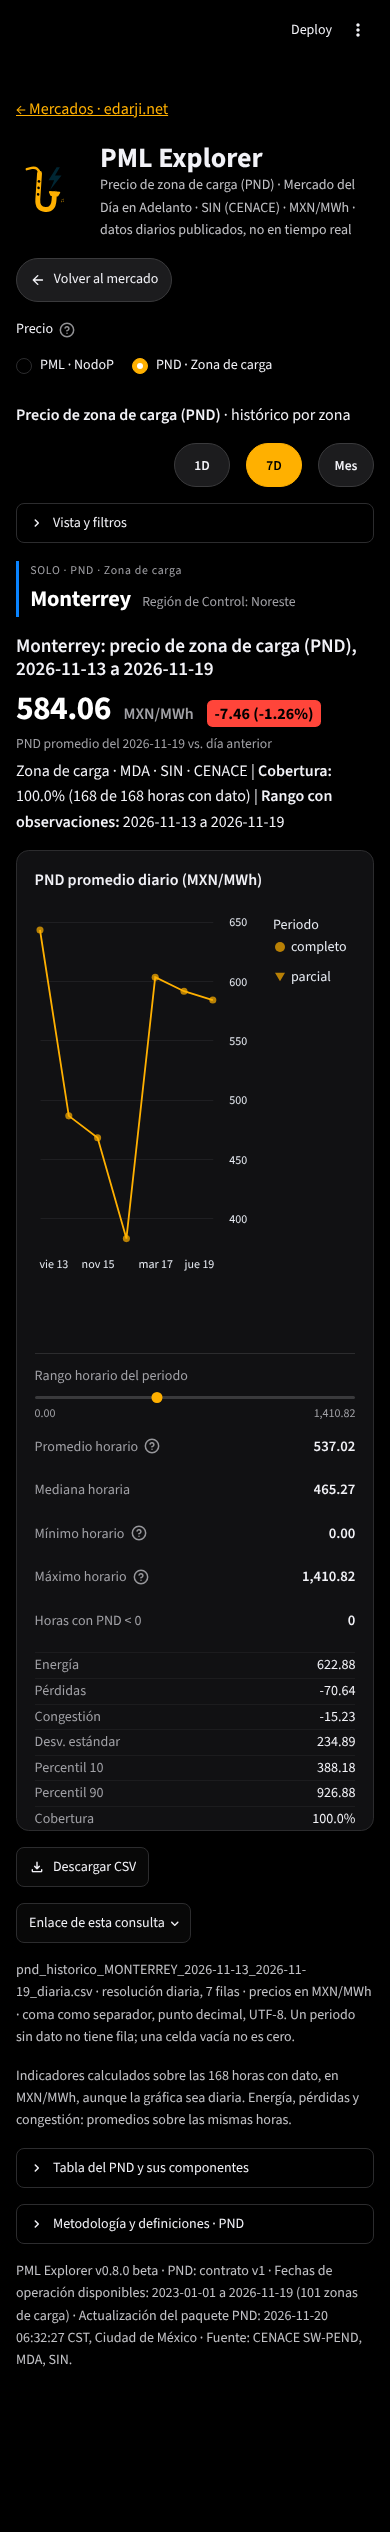 Deploy
← Mercados · edarji.net
PML Explorer
Precio de zona de carga (PND) · Mercado del
Día en Adelanto · SIN (CENACE) · MXN/MWh ·
datos diarios publicados, no en tiempo real
← Volver al mercado
Precio
PML · NodoP PND · Zona de carga
Precio de zona de carga (PND) · histórico por zona
1D 7D Mes
Vista y filtros
SOLO · PND · Zona de carga
Monterrey Región de Control: Noreste
Monterrey: precio de zona de carga (PND),
2026-11-13 a 2026-11-19
584.06 MXN/MWh -7.46 (-1.26%)
PND promedio del 2026-11-19 vs. día anterior
Zona de carga · MDA · SIN · CENACE | Cobertura:
100.0% (168 de 168 horas con dato) | Rango con
observaciones: 2026-11-13 a 2026-11-19
PND promedio diario (MXN/MWh)
650
600
550
500
450
400
Periodo
completo
parcial
vie 13 nov 15 mar 17 jue 19
Rango horario del periodo
0.00 1,410.82
Promedio horario 537.02
Mediana horaria 465.27
Mínimo horario 0.00
Máximo horario 1,410.82
Horas con PND < 0 0
Energía 622.88
Pérdidas -70.64
Congestión -15.23
Desv. estándar 234.89
Percentil 10 388.18
Percentil 90 926.88
Cobertura 100.0%
Descargar CSV
Enlace de esta consulta
pnd_historico_MONTERREY_2026-11-13_2026-11-
19_diaria.csv · resolución diaria, 7 filas · precios en MXN/MWh
· coma como separador, punto decimal, UTF-8. Un periodo
sin dato no tiene fila; una celda vacía no es cero.
Indicadores calculados sobre las 168 horas con dato, en
MXN/MWh, aunque la gráfica sea diaria. Energía, pérdidas y
congestión: promedios sobre las mismas horas.
Tabla del PND y sus componentes
Metodología y definiciones · PND
PML Explorer v0.8.0 beta · PND: contrato v1 · Fechas de
operación disponibles: 2023-01-01 a 2026-11-19 (101 zonas
de carga) · Actualización del paquete PND: 2026-11-20
06:32:27 CST, Ciudad de México · Fuente: CENACE SW-PEND,
MDA, SIN.